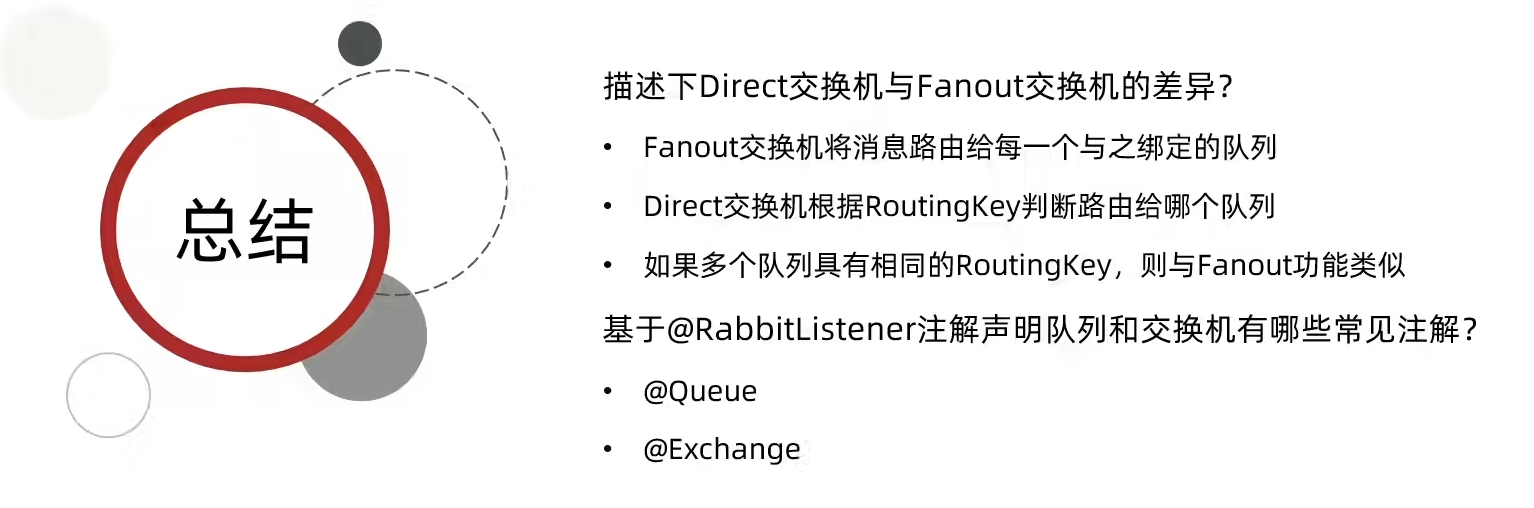 总结
描述下Direct交换机与Fanout交换机的差异?
• Fanout交换机将消息路由给每一个与之绑定的队列
• Direct交换机根据RoutingKey判断路由给哪个队列
• 如果多个队列具有相同的RoutingKey，则与Fanout功能类似
基于@RabbitListener注解声明队列和交换机有哪些常见注解?
• @Queue
• @Exchange